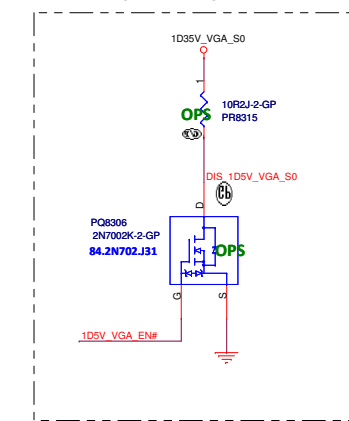 1D35V_VGA_S0
1
OPS
10R2J-2-GP
PR8315
DIS_1D5V_VGA_S0
D
PQ8306
2N7002K-2-GP
84.2N702.J31
OPS
G
S
1D5V_VGA_EN#